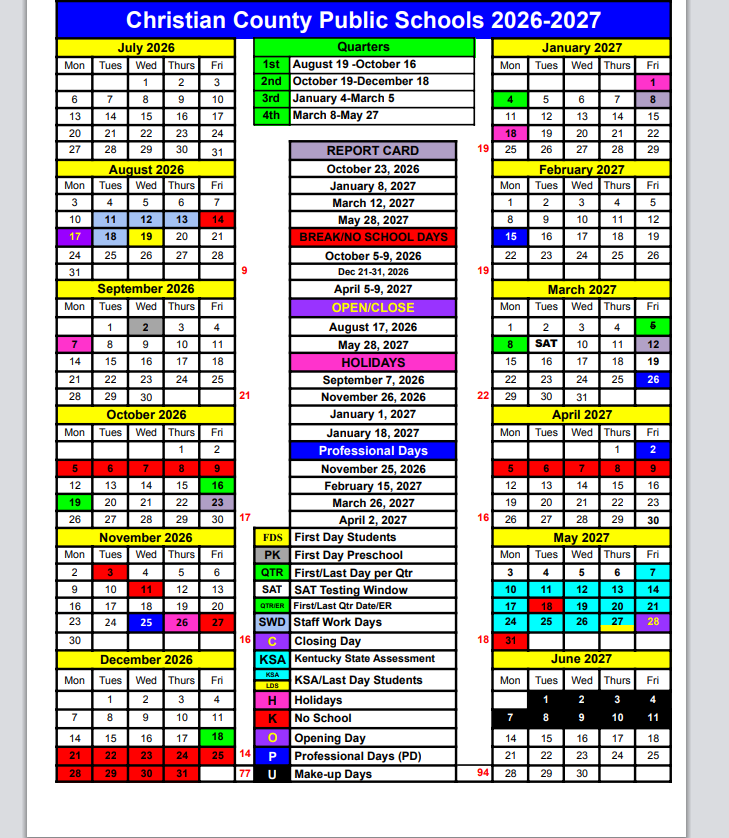 Christian County Public Schools 2026-2027
July 2026
Mon Tues Wed Thurs Fri
1 2 3
6 7 8 9 10
13 14 15 16 17
20 21 22 23 24
27 28 29 30 31
August 2026
Mon Tues Wed Thurs Fri
3 4 5 6 7
10 11 12 13 14
17 18 19 20 21
24 25 26 27 28
31 9
September 2026
Mon Tues Wed Thurs Fri
1 2 3 4
7 8 9 10 11
14 15 16 17 18
21 22 23 24 25
28 29 30 21
October 2026
Mon Tues Wed Thurs Fri
1 2
5 6 7 8 9
12 13 14 15 16
19 20 21 22 23
26 27 28 29 30 17
November 2026
Mon Tues Wed Thurs Fri
2 3 4 5 6
9 10 11 12 13
16 17 18 19 20
23 24 25 26 27
30 16
December 2026
Mon Tues Wed Thurs Fri
1 2 3 4
7 8 9 10 11
14 15 16 17 18
21 22 23 24 25 14
28 29 30 31 77
Quarters
1st August 19 -October 16
2nd October 19-December 18
3rd January 4-March 5
4th March 8-May 27
REPORT CARD
October 23, 2026
January 8, 2027
March 12, 2027
May 28, 2027
BREAK/NO SCHOOL DAYS
October 5-9, 2026
Dec 21-31, 2026
April 5-9, 2027
OPEN/CLOSE
August 17, 2026
May 28, 2027
HOLIDAYS
September 7, 2026
November 26, 2026
January 1, 2027
January 18, 2027
Professional Days
November 25, 2026
February 15, 2027
March 26, 2027
April 2, 2027
FDS First Day Students
PK First Day Preschool
QTR First/Last Day per Qtr
SAT SAT Testing Window
QTR/ER First/Last Qtr Date/ER
SWD Staff Work Days
C Closing Day
KSA Kentucky State Assessment
KSA
LDS KSA/Last Day Students
H Holidays
K No School
O Opening Day
P Professional Days (PD)
U Make-up Days
January 2027
Mon Tues Wed Thurs Fri
1
4 5 6 7 8
11 12 13 14 15
18 19 20 21 22
19 25 26 27 28 29
February 2027
Mon Tues Wed Thurs Fri
1 2 3 4 5
8 9 10 11 12
15 16 17 18 19
22 23 24 25 26
19
March 2027
Mon Tues Wed Thurs Fri
1 2 3 4 5
8 SAT 10 11 12
15 16 17 18 19
22 23 24 25 26
22 29 30 31
April 2027
Mon Tues Wed Thurs Fri
1 2
5 6 7 8 9
12 13 14 15 16
19 20 21 22 23
16 26 27 28 29 30
May 2027
Mon Tues Wed Thurs Fri
3 4 5 6 7
10 11 12 13 14
17 18 19 20 21
24 25 26 27 28
18 31
June 2027
Mon Tues Wed Thurs Fri
1 2 3 4
7 8 9 10 11
14 15 16 17 18
21 22 23 24 25
94 28 29 30